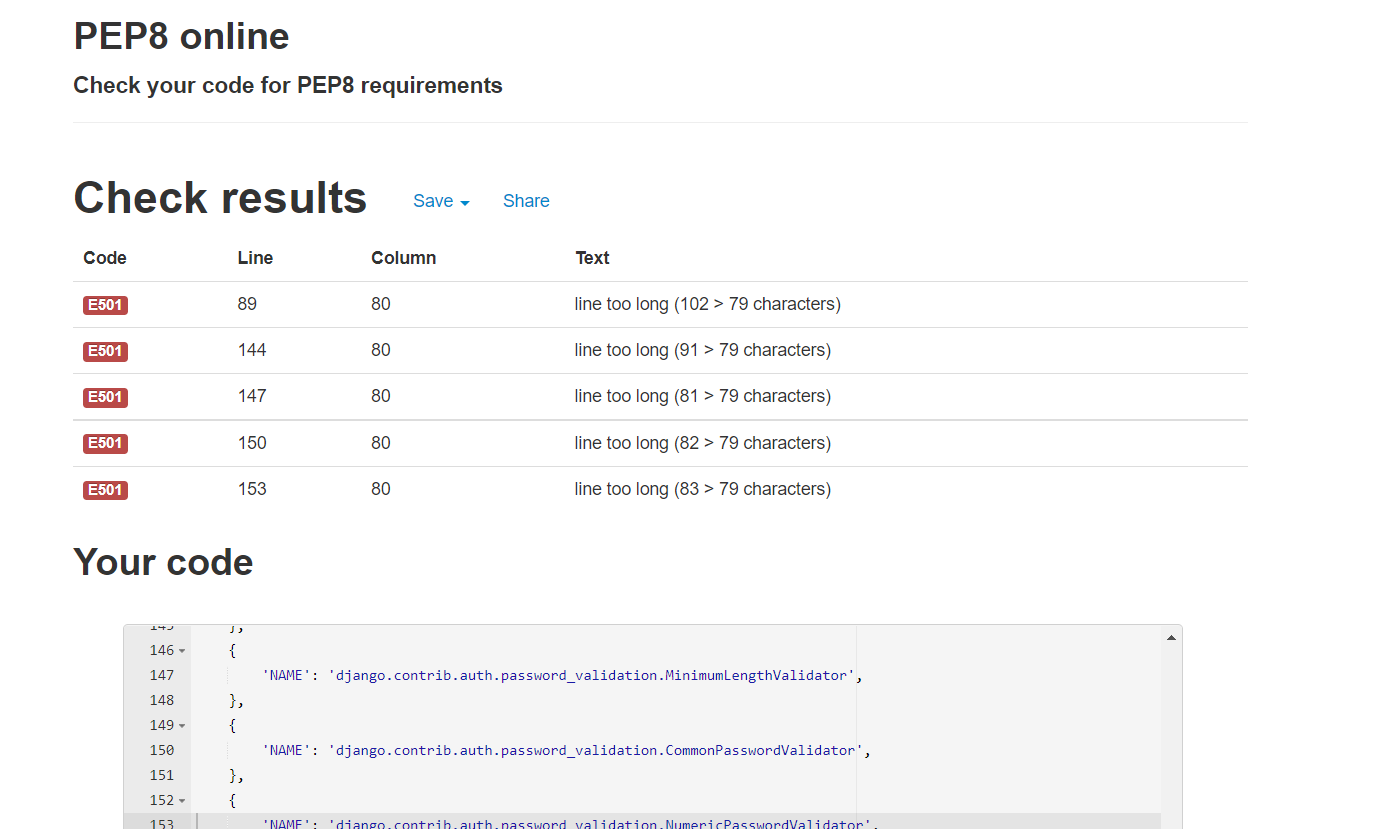 PEP8 online
Check your code for PEP8 requirements
Check results Save Share
Code Line Column Text
E501 89 80 line too long (102 > 79 characters)
E501 144 80 line too long (91 > 79 characters)
E501 147 80 line too long (81 > 79 characters)
E501 150 80 line too long (82 > 79 characters)
E501 153 80 line too long (83 > 79 characters)
Your code
145 },
146 {
147 'NAME': 'django.contrib.auth.password_validation.MinimumLengthValidator',
148 },
149 {
150 'NAME': 'django.contrib.auth.password_validation.CommonPasswordValidator',
151 },
152 {
153 'NAME': 'django.contrib.auth.password_validation.NumericPasswordValidator',